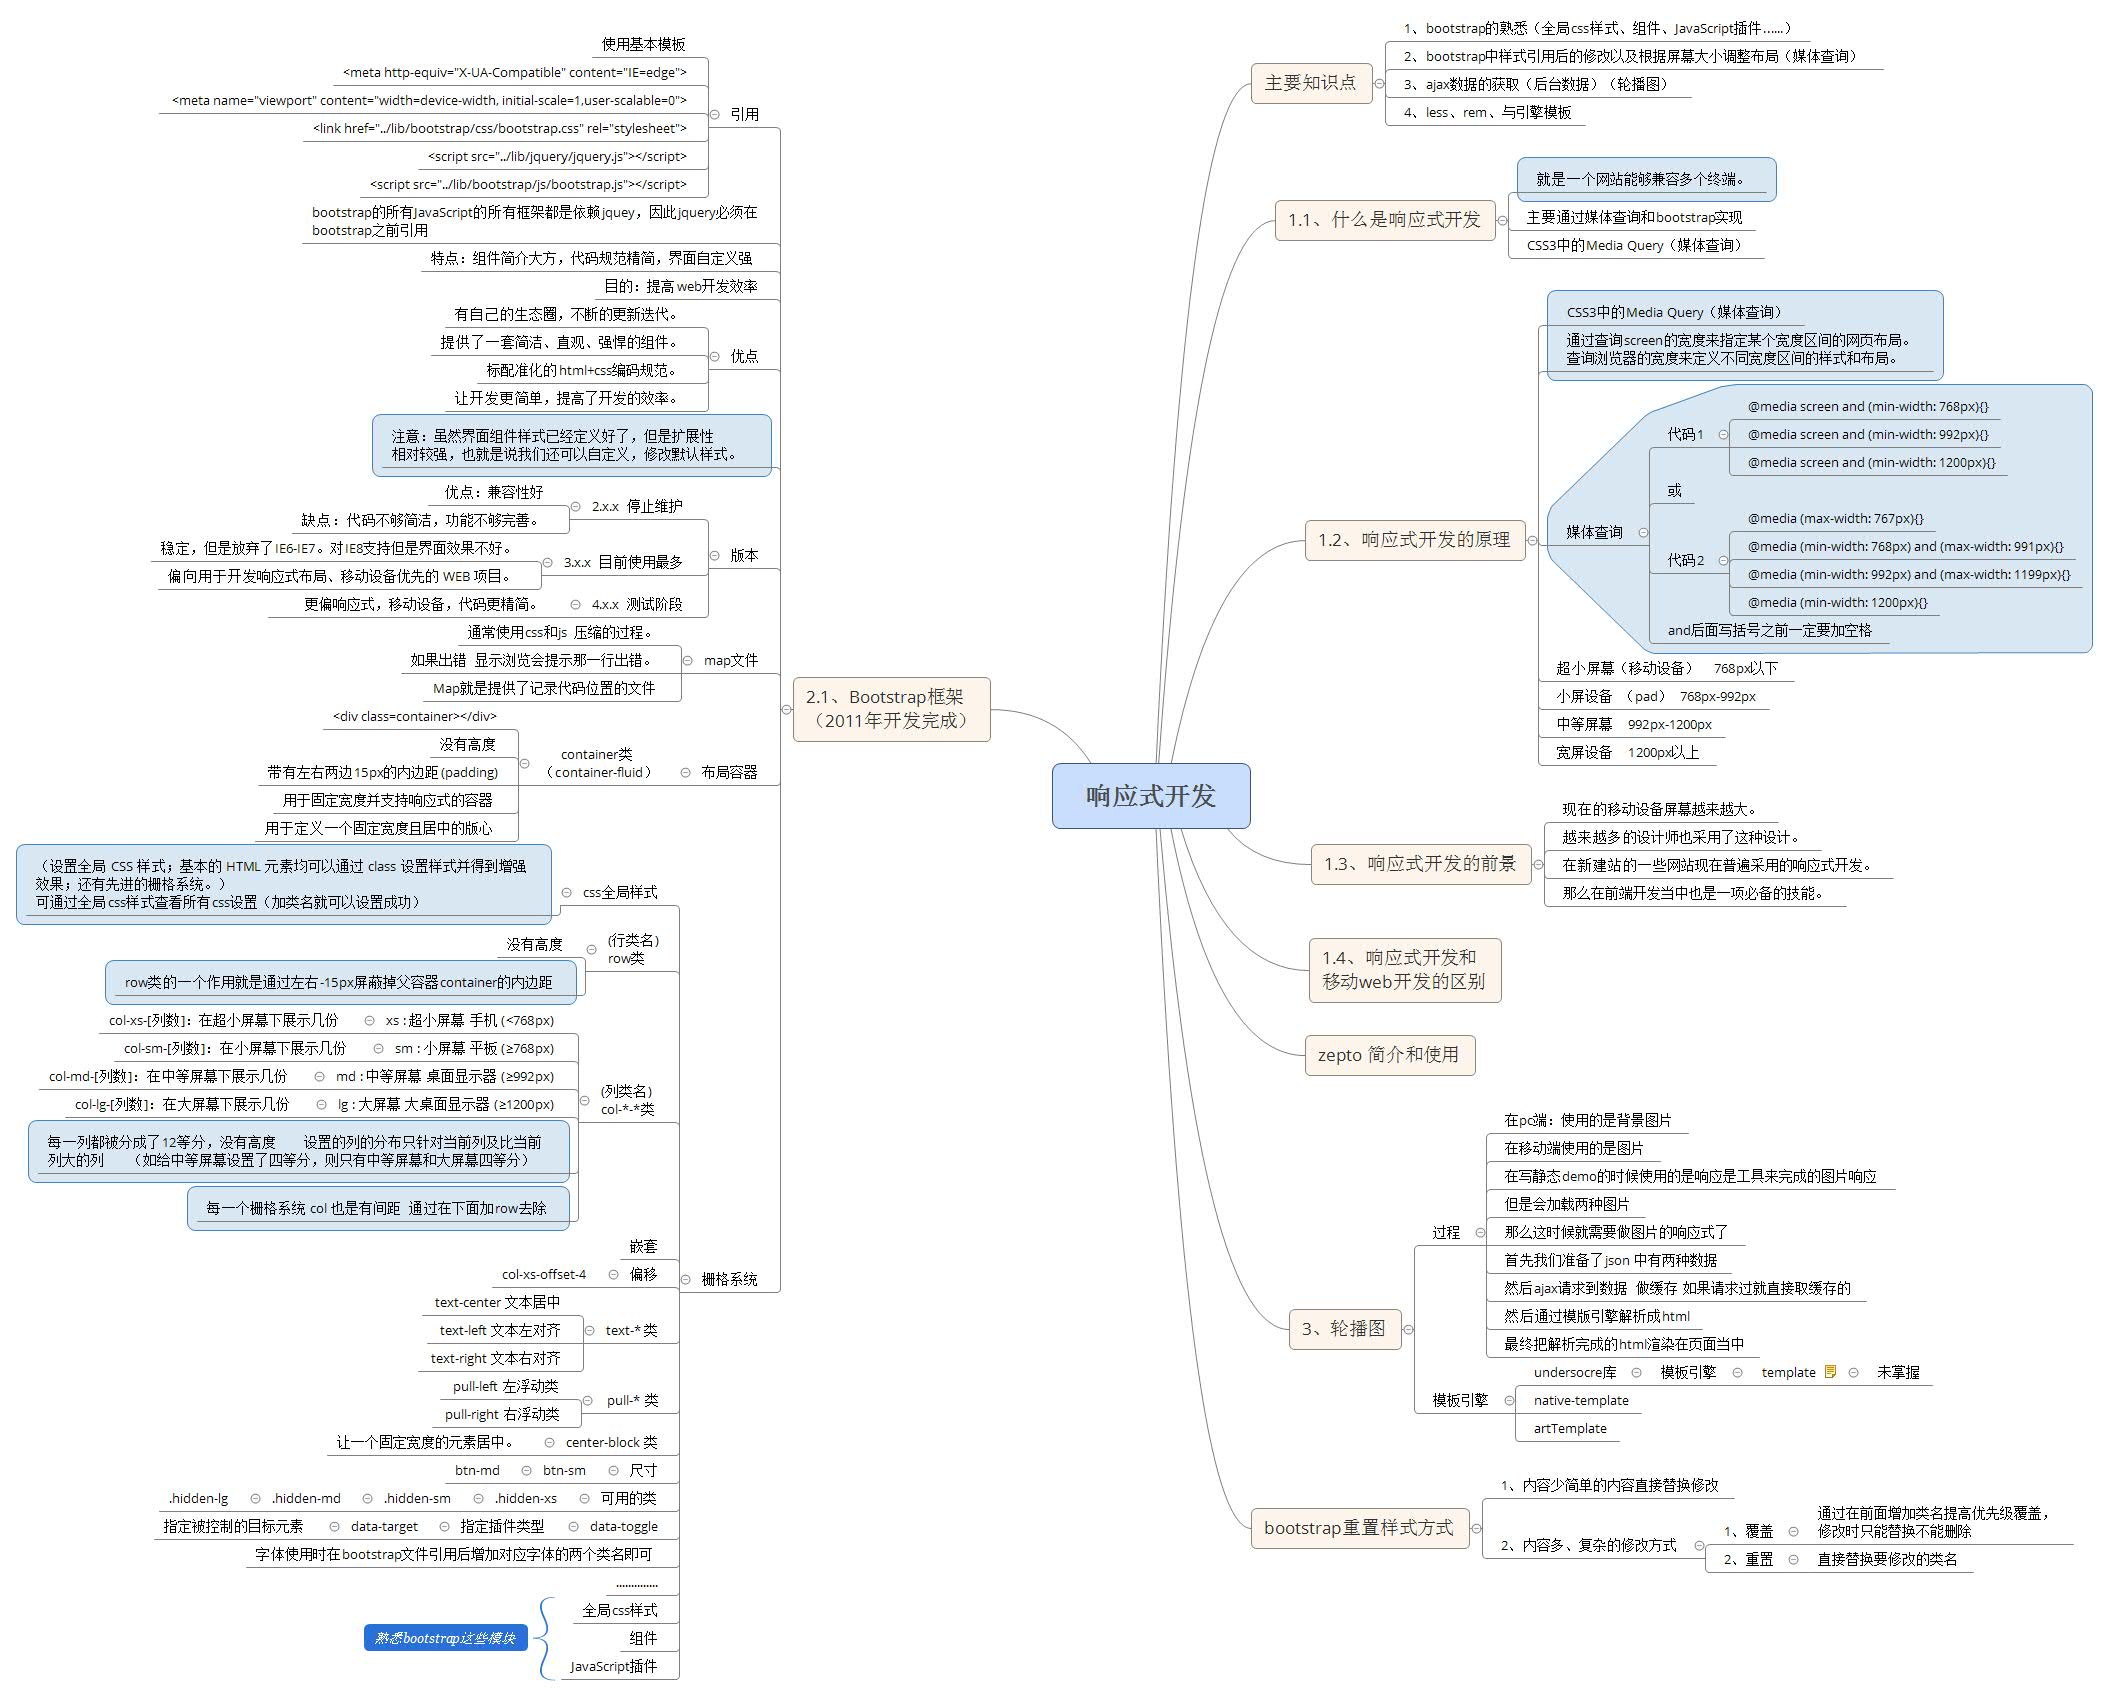 响应式开发
主要知识点
1、bootstrap的熟悉（全局css样式、组件、JavaScript插件……）
2、bootstrap中样式引用后的修改以及根据屏幕大小调整布局（媒体查询）
3、ajax数据的获取（后台数据）（轮播图）
4、less、rem、与引擎模板
1.1、什么是响应式开发
就是一个网站能够兼容多个终端。
主要通过媒体查询和bootstrap实现
CSS3中的Media Query（媒体查询）
1.2、响应式开发的原理
CSS3中的Media Query（媒体查询）
通过查询screen的宽度来指定某个宽度区间的网页布局。
查询浏览器的宽度来定义不同宽度区间的样式和布局。
媒体查询
代码1
@media screen and (min-width: 768px){}
@media screen and (min-width: 992px){}
@media screen and (min-width: 1200px){}
或
代码2
@media (max-width: 767px){}
@media (min-width: 768px) and (max-width: 991px){}
@media (min-width: 992px) and (max-width: 1199px){}
@media (min-width: 1200px){}
and后面写括号之前一定要加空格
超小屏幕（移动设备） 768px以下
小屏设备 （pad） 768px-992px
中等屏幕 992px-1200px
宽屏设备 1200px以上
1.3、响应式开发的前景
现在的移动设备屏幕越来越大。
越来越多的设计师也采用了这种设计。
在新建站的一些网站现在普遍采用的响应式开发。
那么在前端开发当中也是一项必备的技能。
1.4、响应式开发和
移动web开发的区别
zepto 简介和使用
3、轮播图
过程
在pc端：使用的是背景图片
在移动端使用的是图片
在写静态demo的时候使用的是响应是工具来完成的图片响应
但是会加载两种图片
那么这时候就需要做图片的响应式了
首先我们准备了json 中有两种数据
然后ajax请求到数据 做缓存 如果请求过就直接取缓存的
然后通过模版引擎解析成html
最终把解析完成的html渲染在页面当中
模板引擎
undersocre库 模板引擎 template 未掌握
native-template
artTemplate
bootstrap重置样式方式
1、内容少简单的内容直接替换修改
2、内容多、复杂的修改方式
1、覆盖
通过在前面增加类名提高优先级覆盖，
修改时只能替换不能删除
2、重置 直接替换要修改的类名
2.1、Bootstrap框架
（2011年开发完成）
引用
使用基本模板
<meta http-equiv="X-UA-Compatible" content="IE=edge">
<meta name="viewport" content="width=device-width, initial-scale=1,user-scalable=0">
<link href="../lib/bootstrap/css/bootstrap.css" rel="stylesheet">
<script src="../lib/jquery/jquery.js"></script>
<script src="../lib/bootstrap/js/bootstrap.js"></script>
bootstrap的所有JavaScript的所有框架都是依赖jquey，因此jquery必须在
bootstrap之前引用
特点：组件简介大方，代码规范精简，界面自定义强
目的：提高 web开发效率
优点
有自己的生态圈，不断的更新迭代。
提供了一套简洁、直观、强悍的组件。
标配准化的html+css编码规范。
让开发更简单，提高了开发的效率。
注意：虽然界面组件样式已经定义好了，但是扩展性
相对较强，也就是说我们还可以自定义，修改默认样式。
版本
2.x.x 停止维护
优点：兼容性好
缺点：代码不够简洁，功能不够完善。
3.x.x 目前使用最多
稳定，但是放弃了IE6-IE7。对IE8支持但是界面效果不好。
偏向用于开发响应式布局、移动设备优先的 WEB 项目。
4.x.x 测试阶段
更偏响应式，移动设备，代码更精简。
map文件
通常使用css和js 压缩的过程。
如果出错 显示浏览会提示那一行出错。
Map就是提供了记录代码位置的文件
布局容器
container类
（container-fluid）
<div class=container></div>
没有高度
带有左右两边15px的内边距(padding)
用于固定宽度并支持响应式的容器
用于定义一个固定宽度且居中的版心
栅格系统
css全局样式
（设置全局 CSS 样式；基本的 HTML 元素均可以通过 class 设置样式并得到增强
效果；还有先进的栅格系统。）
可通过全局css样式查看所有css设置（加类名就可以设置成功）
(行类名)
row类
没有高度
row类的一个作用就是通过左右-15px屏蔽掉父容器container的内边距
(列类名)
col-*-*类
xs : 超小屏幕 手机 (<768px)
col-xs-[列数]：在超小屏幕下展示几份
sm : 小屏幕 平板 (≥768px)
col-sm-[列数]：在小屏幕下展示几份
md : 中等屏幕 桌面显示器 (≥992px)
col-md-[列数]：在中等屏幕下展示几份
lg : 大屏幕 大桌面显示器 (≥1200px)
col-lg-[列数]：在大屏幕下展示几份
每一列都被分成了12等分，没有高度 设置的列的分布只针对当前列及比当前
列大的列 （如给中等屏幕设置了四等分，则只有中等屏幕和大屏幕四等分）
每一个栅格系统 col 也是有间距 通过在下面加row去除
嵌套
偏移 col-xs-offset-4
text-* 类
text-center 文本居中
text-left 文本左对齐
text-right 文本右对齐
pull-* 类
pull-left 左浮动类
pull-right 右浮动类
center-block 类
让一个固定宽度的元素居中。
尺寸 btn-sm btn-md
可用的类 .hidden-xs .hidden-sm .hidden-md .hidden-lg
data-toggle 指定插件类型 data-target 指定被控制的目标元素
字体使用时在bootstrap文件引用后增加对应字体的两个类名即可
..............
全局css样式
组件
JavaScript插件
熟悉bootstrap这些模块